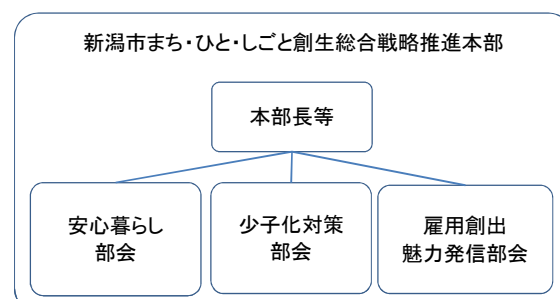 新潟市まち・ひと・しごと創生総合戦略推進本部
本部長等
安心暮らし
部会
少子化対策
部会
雇用創出
魅力発信部会